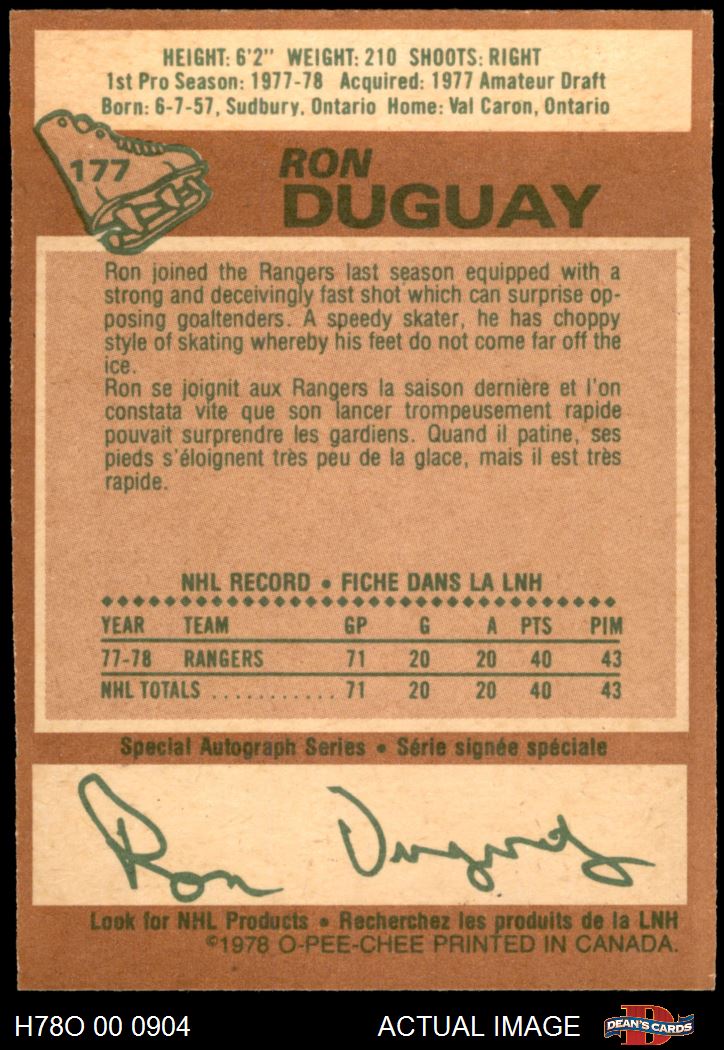 HEIGHT: 6'2" WEIGHT: 210 SHOOTS: RIGHT
1st Pro Season: 1977-78 Acquired: 1977 Amateur Draft
Born: 6-7-57, Sudbury, Ontario Home: Val Caron, Ontario
177
RON
DUGUAY
Ron joined the Rangers last season equipped with a
strong and deceivingly fast shot which can surprise op-
posing goaltenders. A speedy skater, he has choppy
style of skating whereby his feet do not come far off the
ice.
Ron se joignit aux Rangers la saison dernière et l'on
constata vite que son lancer trompeusement rapide
pouvait surprendre les gardiens. Quand il patine, ses
pieds s'éloignent très peu de la glace, mais il est très
rapide.
NHL RECORD • FICHE DANS LA LNH
YEAR TEAM GP G A PTS PIM
77-78 RANGERS 71 20 20 40 43
NHL TOTALS ........... 71 20 20 40 43
Special Autograph Series • Série signée spéciale
Ron Duguay
Look for NHL Products • Recherchez les produits de la LNH
©1978 O-PEE-CHEE PRINTED IN CANADA.
H78O 00 0904 ACTUAL IMAGE D DEAN'S CARDS